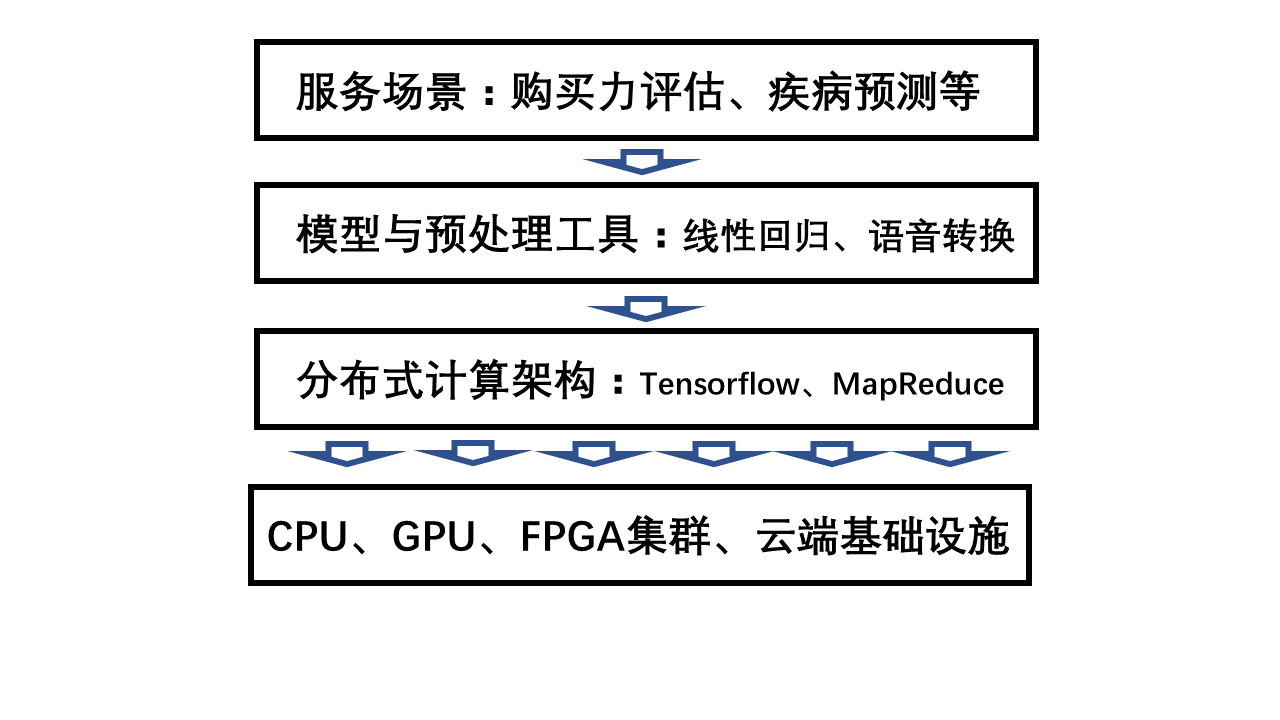 服务场景：购买力评估、疾病预测等
模型与预处理工具：线性回归、语音转换
分布式计算架构：Tensorflow、MapReduce
CPU、GPU、FPGA集群、云端基础设施